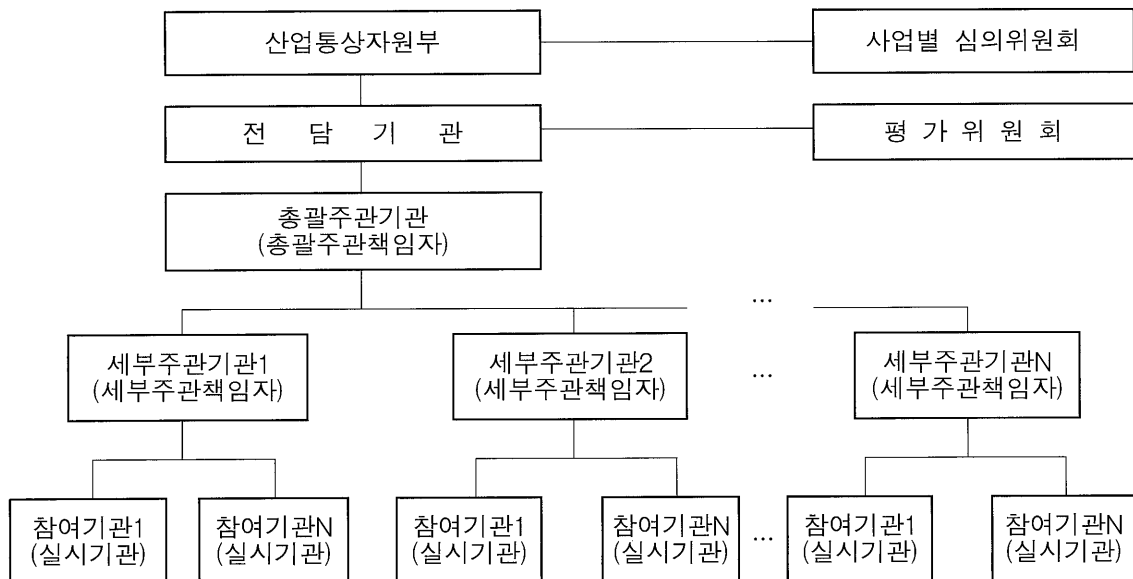 산업통상자원부
사업별 심의위원회
전 담 기 관
평 가 위 원 회
총괄주관기관
(총괄주관책임자)
...
세부주관기관1
(세부주관책임자)
세부주관기관2
(세부주관책임자)
...
세부주관기관N
(세부주관책임자)
참여기관1
(실시기관)
참여기관N
(실시기관)
참여기관1
(실시기관)
참여기관N
(실시기관)
...
참여기관1
(실시기관)
참여기관N
(실시기관)